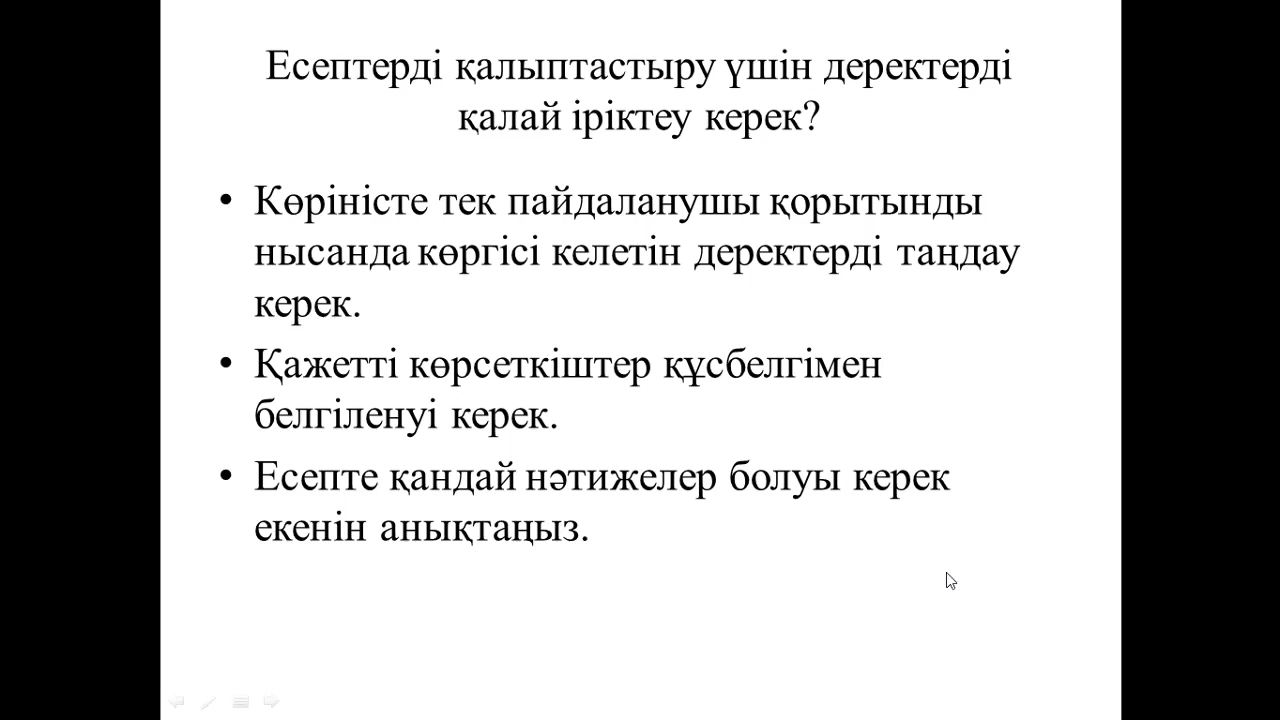 Есептерді қалыптастыру үшін деректерді
қалай іріктеу керек?
• Көріністе тек пайдаланушы қорытынды
нысанда көргісі келетін деректерді таңдау
керек.
• Қажетті көрсеткіштер құсбелгімен
белгіленуі керек.
• Есепте қандай нәтижелер болуы керек
екенін анықтаңыз.